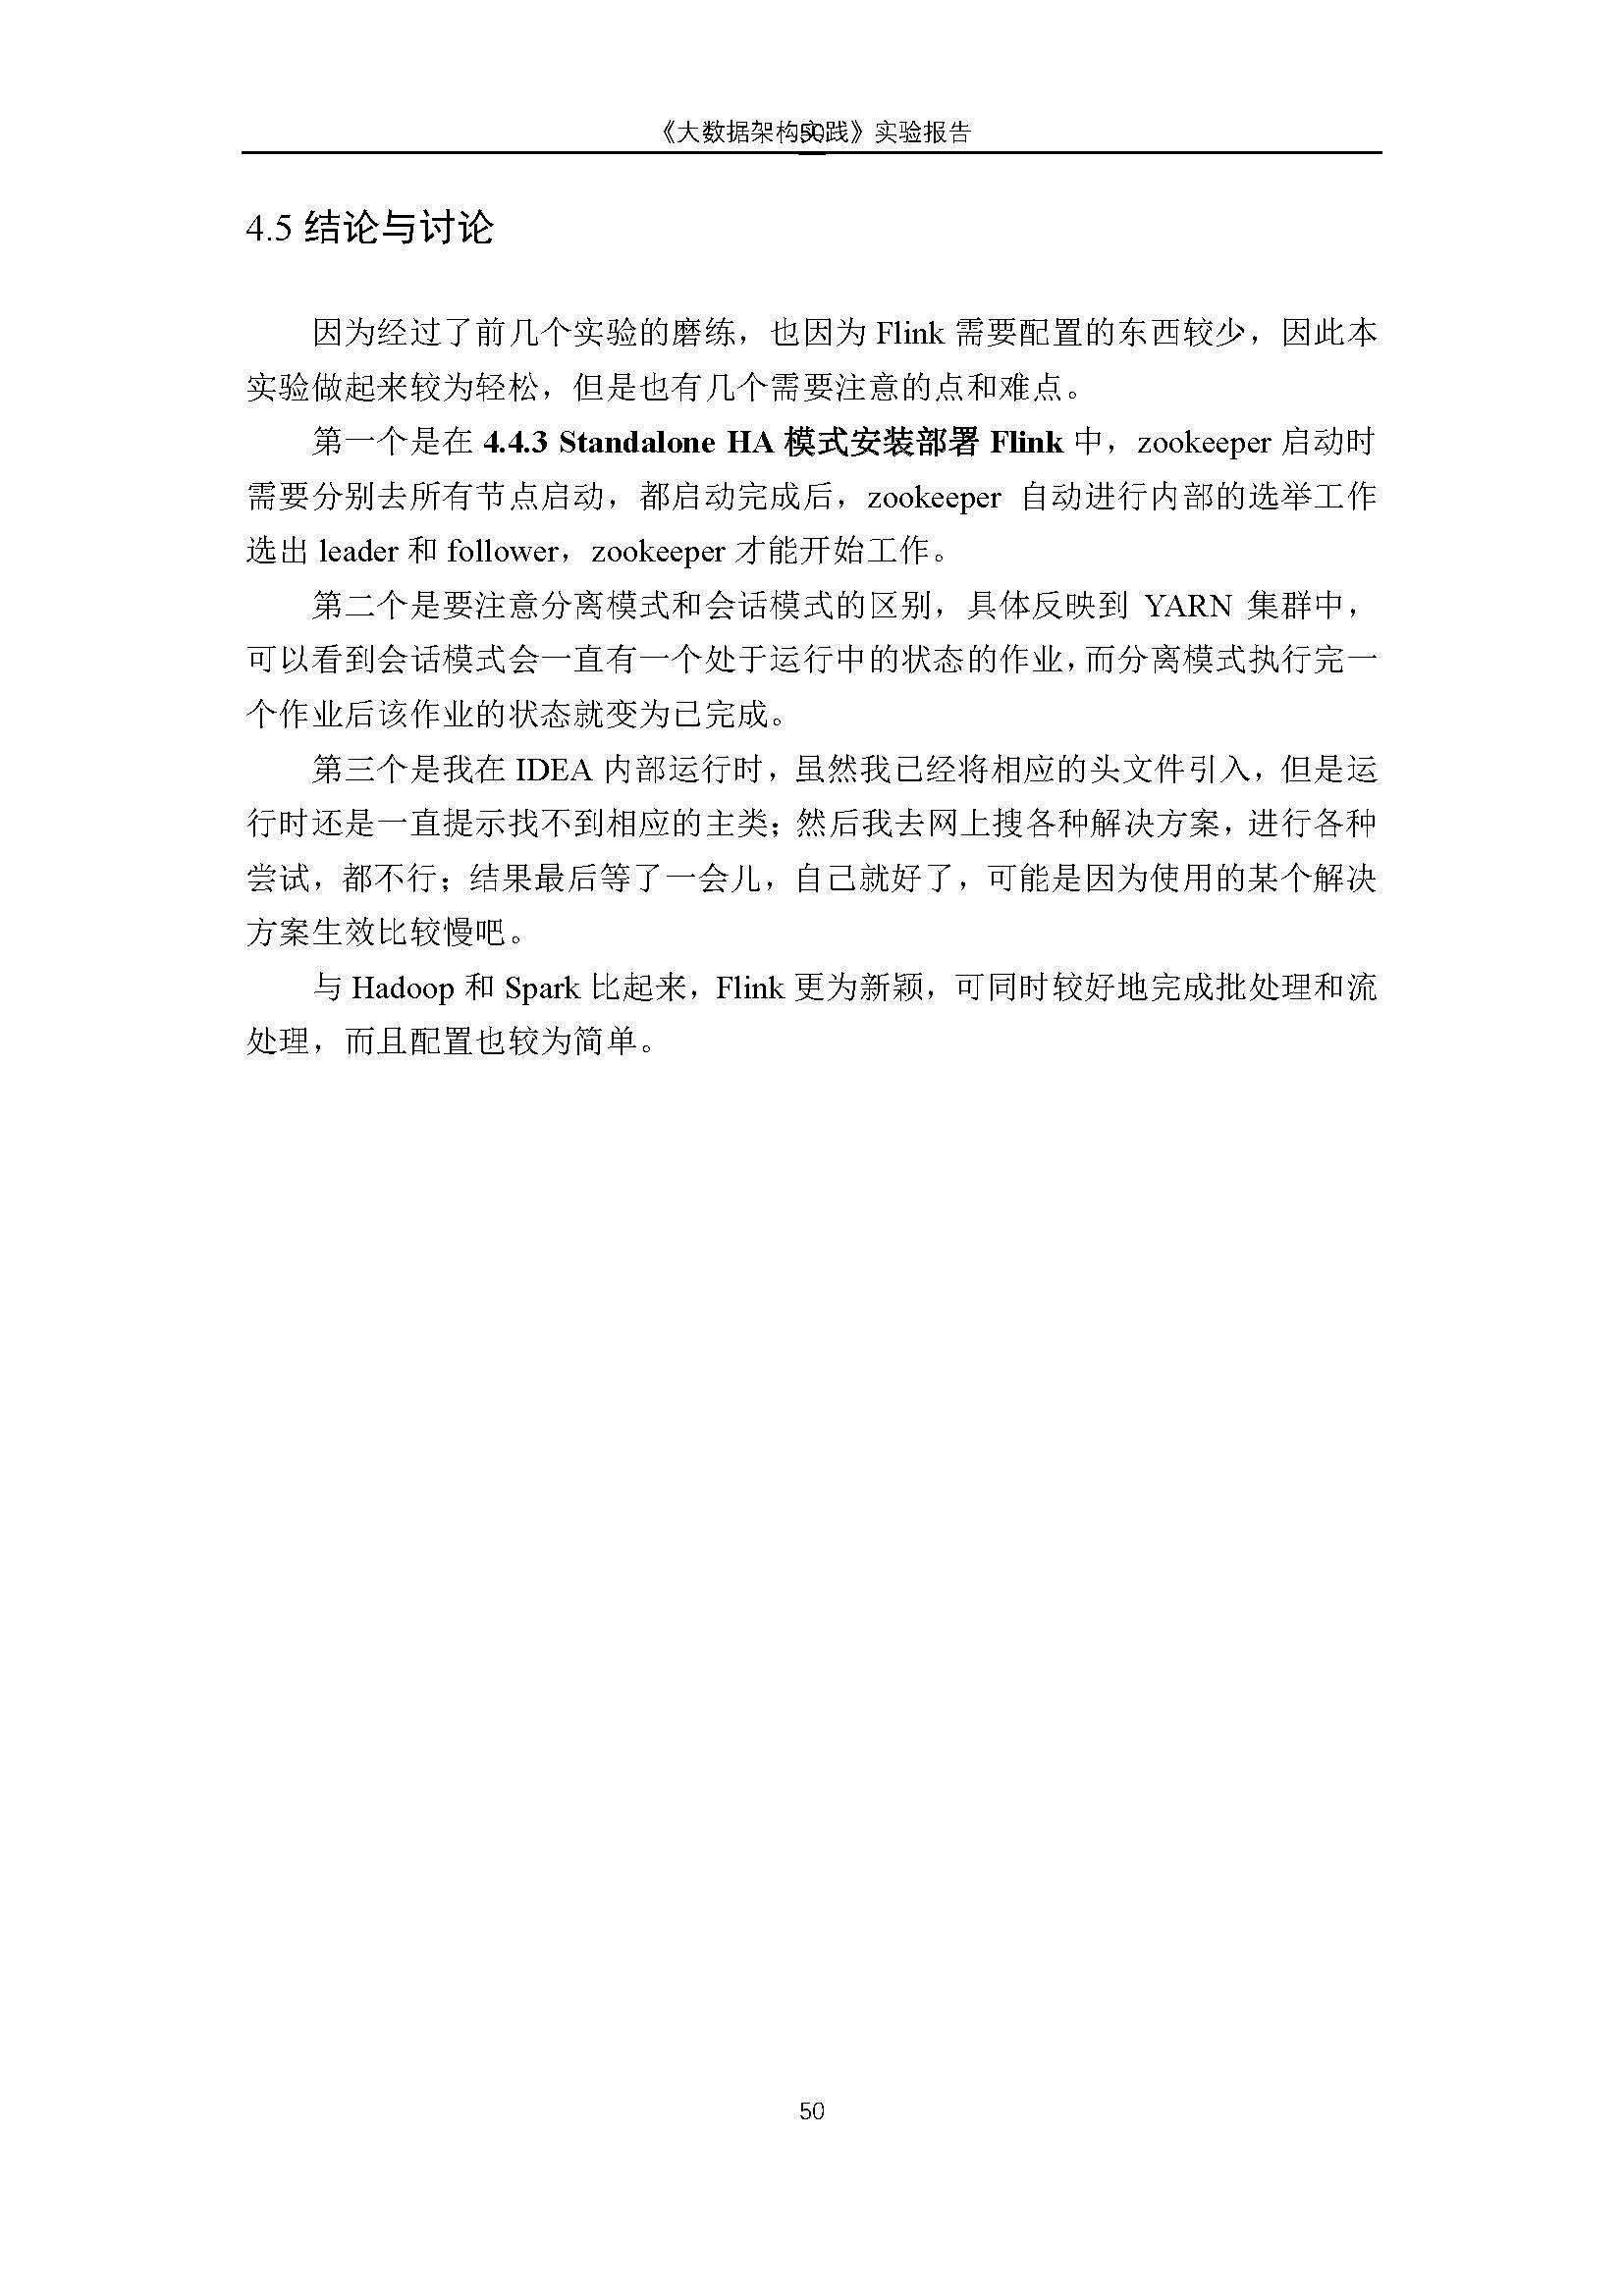 《大数据架构实践》实验报告
50
4.5 结论与讨论
因为经过了前几个实验的磨练，也因为 Flink 需要配置的东西较少，因此本
实验做起来较为轻松，但是也有几个需要注意的点和难点。
第一个是在 4.4.3 Standalone HA 模式安装部署 Flink 中，zookeeper 启动时
需要分别去所有节点启动，都启动完成后，zookeeper 自动进行内部的选举工作
选出 leader 和 follower，zookeeper 才能开始工作。
第二个是要注意分离模式和会话模式的区别，具体反映到 YARN 集群中，
可以看到会话模式会一直有一个处于运行中的状态的作业，而分离模式执行完一
个作业后该作业的状态就变为已完成。
第三个是我在 IDEA 内部运行时，虽然我已经将相应的头文件引入，但是运
行时还是一直提示找不到相应的主类；然后我去网上搜各种解决方案，进行各种
尝试，都不行；结果最后等了一会儿，自己就好了，可能是因为使用的某个解决
方案生效比较慢吧。
与 Hadoop 和 Spark 比起来，Flink 更为新颖，可同时较好地完成批处理和流
处理，而且配置也较为简单。
50